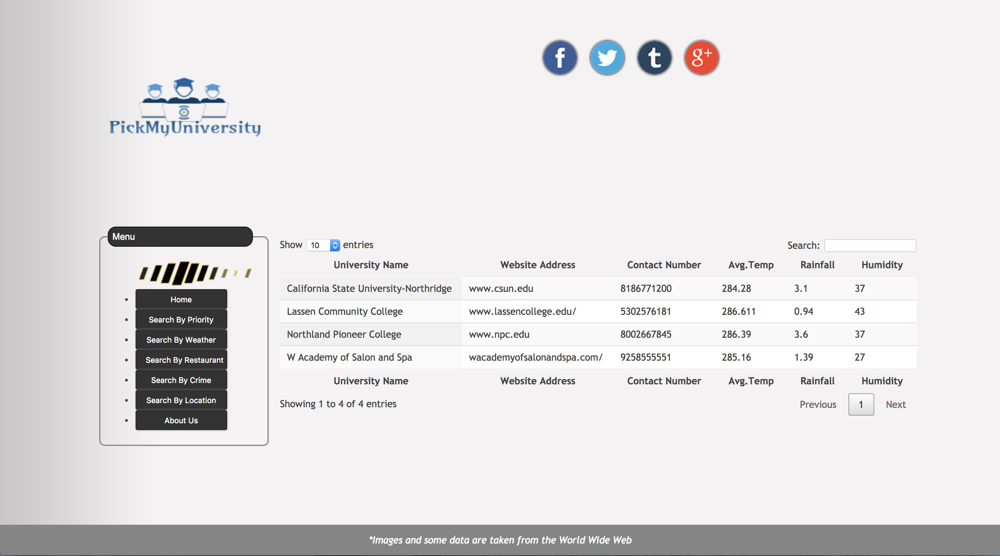 f t g+
PickMyUniversity
Menu
Home
Search By Priority
Search By Weather
Search By Restaurant
Search By Crime
Search By Location
About Us
Show 10 entries Search:
University Name Website Address Contact Number Avg.Temp Rainfall Humidity
California State University-Northridge www.csun.edu 8186771200 284.28 3.1 37
Lassen Community College www.lassencollege.edu/ 5302576181 286.611 0.94 43
Northland Pioneer College www.npc.edu 8002667845 286.39 3.6 37
W Academy of Salon and Spa wacademyofsalonandspa.com/ 9258555551 285.16 1.39 27
University Name Website Address Contact Number Avg.Temp Rainfall Humidity
Showing 1 to 4 of 4 entries Previous 1 Next
*Images and some data are taken from the World Wide Web